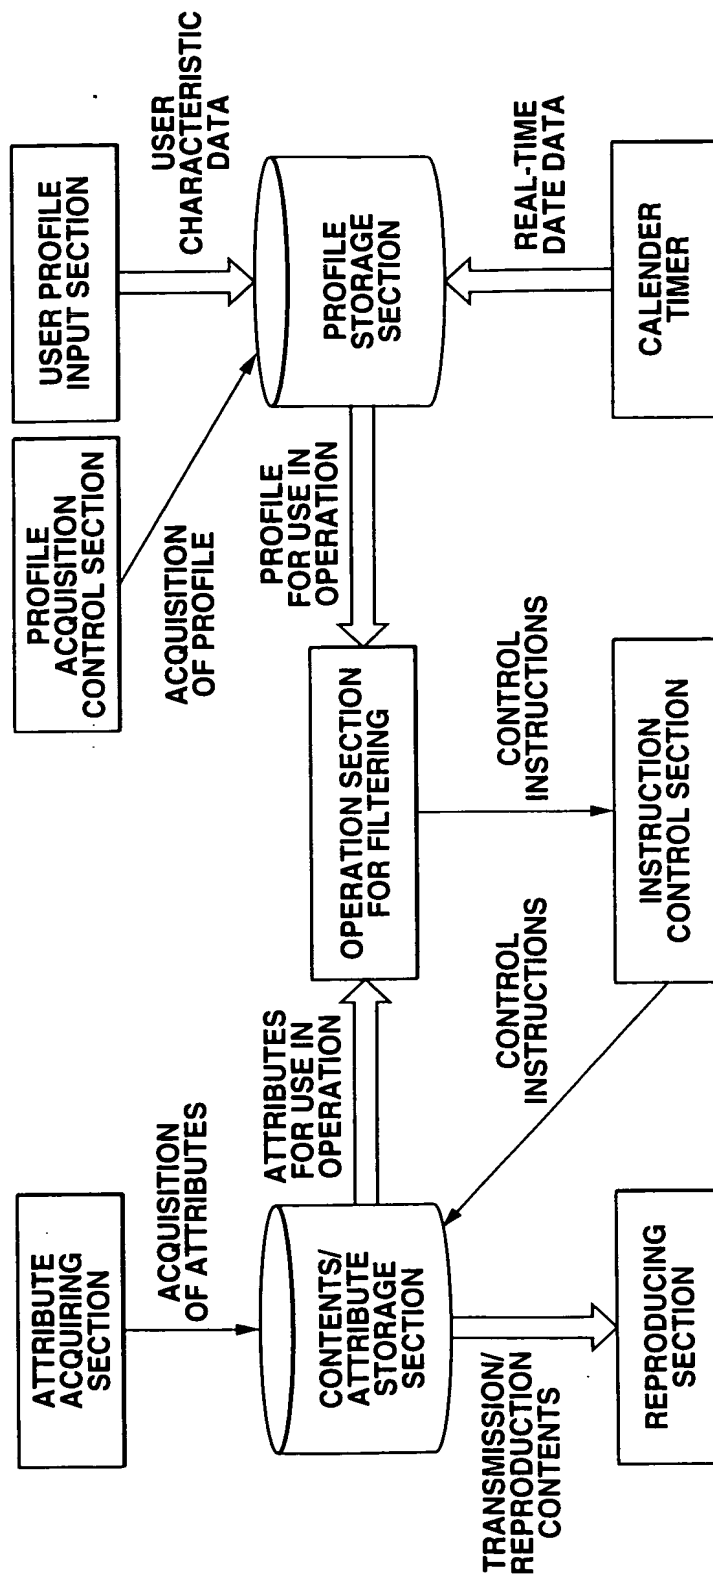 ATTRIBUTE
ACQUIRING
SECTION
PROFILE
ACQUISITION
CONTROL SECTION
USER PROFILE
INPUT SECTION
ACQUISITION
OF ATTRIBUTES
ACQUISITION
OF PROFILE
USER
CHARACTERISTIC
DATA
CONTENTS/
ATTRIBUTE
STORAGE
SECTION
ATTRIBUTES
FOR USE IN
OPERATION
OPERATION SECTION
FOR FILTERING
PROFILE
FOR USE IN
OPERATION
PROFILE
STORAGE
SECTION
TRANSMISSION/
REPRODUCTION
CONTENTS
CONTROL
INSTRUCTIONS
CONTROL
INSTRUCTIONS
REAL-TIME
DATE DATA
REPRODUCING
SECTION
INSTRUCTION
CONTROL SECTION
CALENDER
TIMER